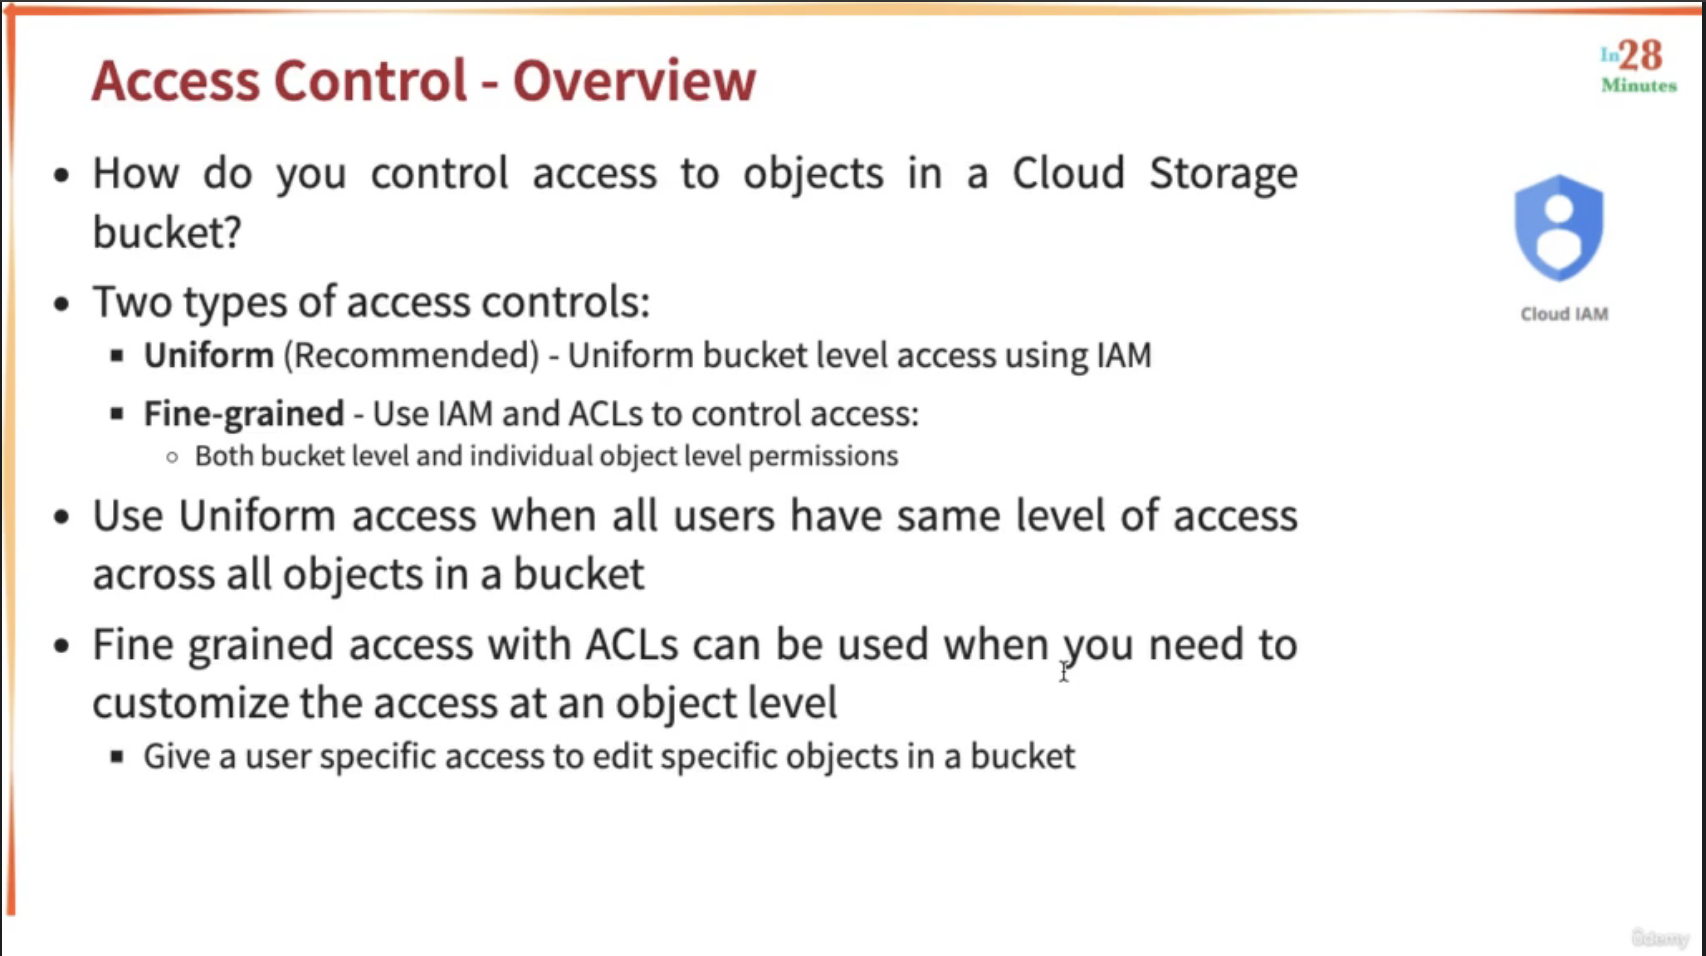 Access Control - Overview
In28
Minutes
• How do you control access to objects in a Cloud Storage
bucket?
Cloud IAM
• Two types of access controls:
▪ Uniform (Recommended) - Uniform bucket level access using IAM
▪ Fine-grained - Use IAM and ACLs to control access:
○ Both bucket level and individual object level permissions
• Use Uniform access when all users have same level of access
across all objects in a bucket
• Fine grained access with ACLs can be used when you need to
customize the access at an object level
▪ Give a user specific access to edit specific objects in a bucket
ûdemy